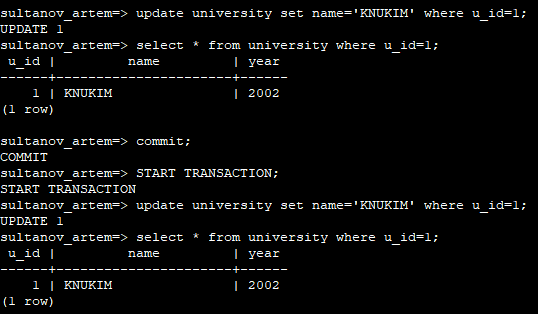 sultanov_artem=> update university set name='KNUKIM' where u_id=1;
UPDATE 1
sultanov_artem=> select * from university where u_id=1;
 u_id |         name          | year
------+-----------------------+------
    1 | KNUKIM                | 2002
(1 row)

sultanov_artem=> commit;
COMMIT
sultanov_artem=> START TRANSACTION;
START TRANSACTION
sultanov_artem=> update university set name='KNUKIM' where u_id=1;
UPDATE 1
sultanov_artem=> select * from university where u_id=1;
 u_id |         name          | year
------+-----------------------+------
    1 | KNUKIM                | 2002
(1 row)